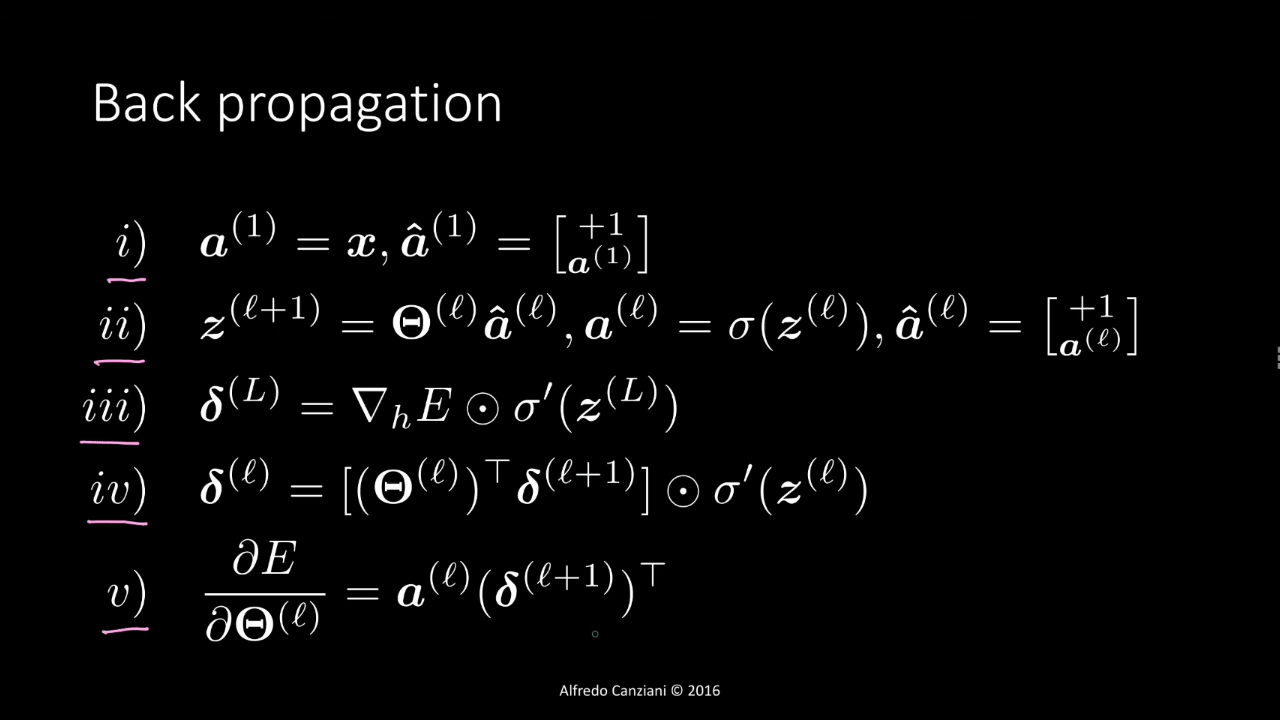 Back propagation
i) a^(1) = x, â^(1) = [+1 a^(1)]
ii) z^(ℓ+1) = Θ^(ℓ) â^(ℓ), a^(ℓ) = σ(z^(ℓ)), â^(ℓ) = [+1 a^(ℓ)]
iii) δ^(L) = ∇_h E ⊙ σ′(z^(L))
iv) δ^(ℓ) = [(Θ^(ℓ))^⊤ δ^(ℓ+1)] ⊙ σ′(z^(ℓ))
v) ∂E/∂Θ^(ℓ) = a^(ℓ) (δ^(ℓ+1))^⊤
Alfredo Canziani © 2016